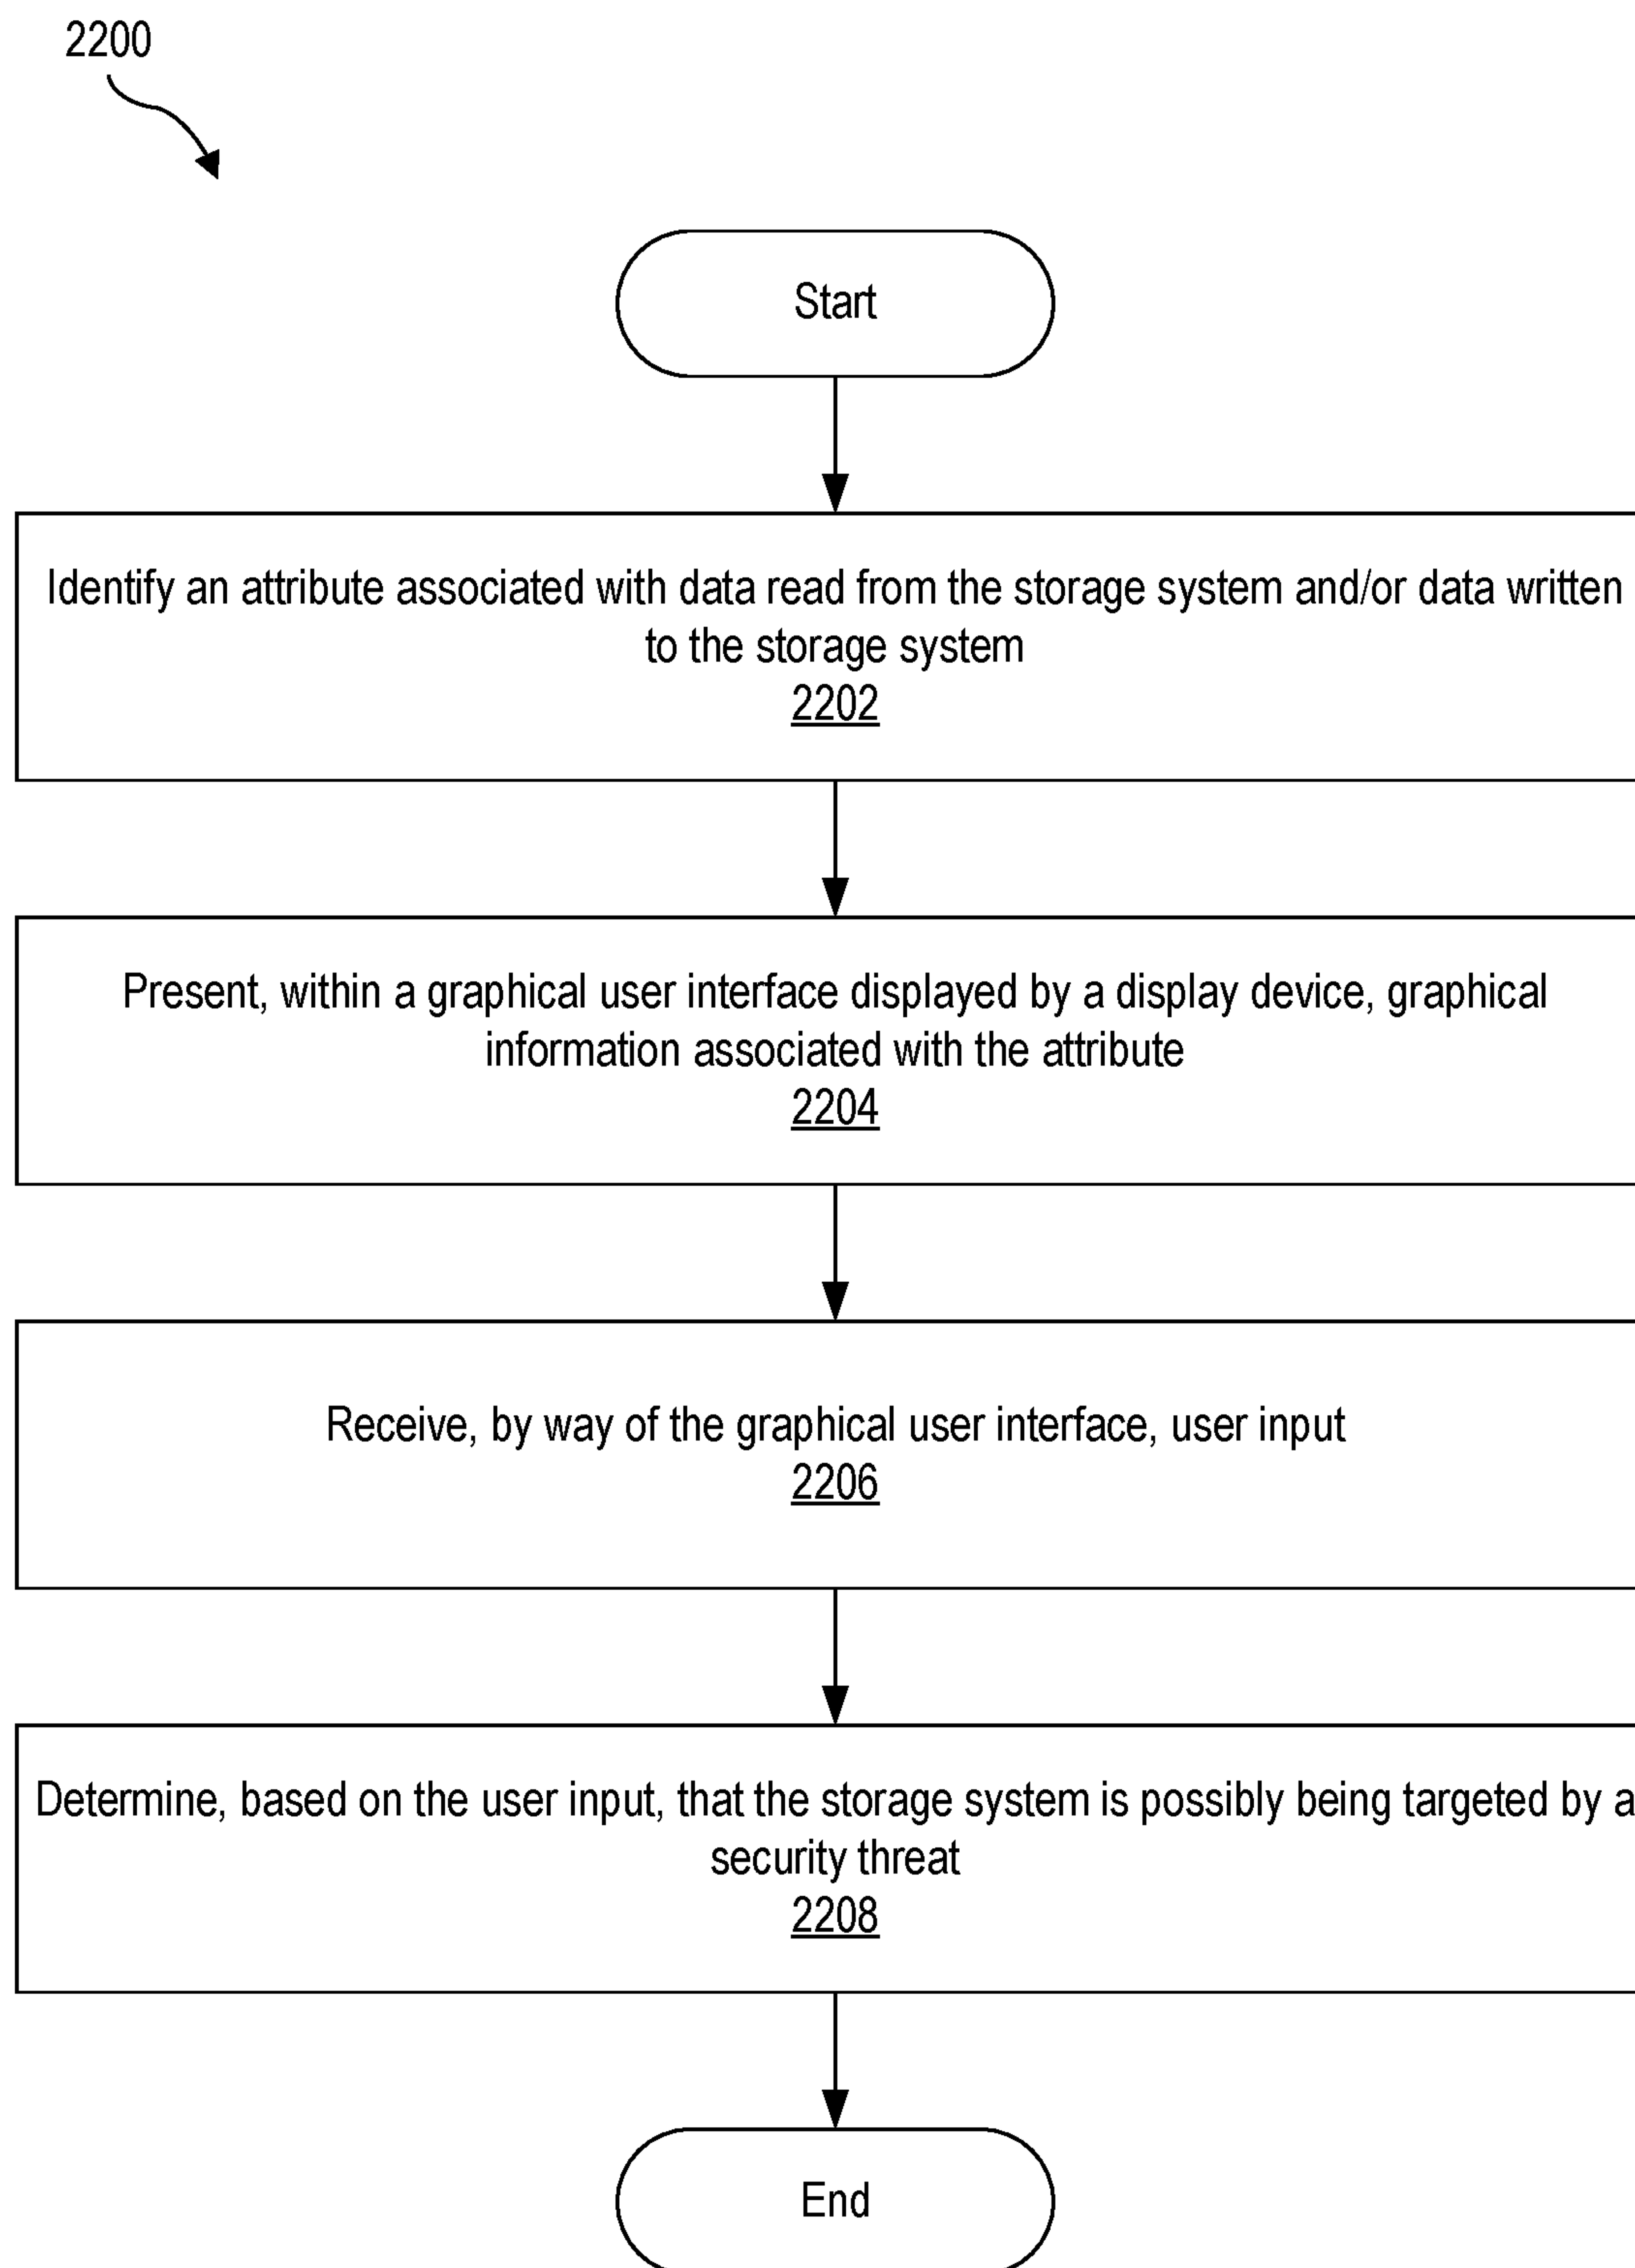 2200
Start
Identify an attribute associated with data read from the storage system and/or data written
to the storage system
2202
Present, within a graphical user interface displayed by a display device, graphical
information associated with the attribute
2204
Receive, by way of the graphical user interface, user input
2206
Determine, based on the user input, that the storage system is possibly being targeted by a
security threat
2208
End